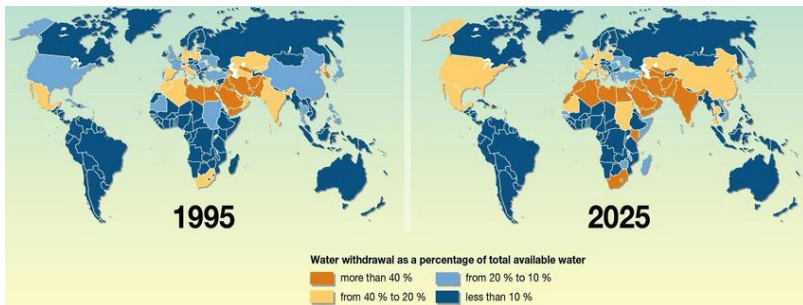 1995
2025
Water withdrawal as a percentage of total available water
more than 40 %
from 20 % to 10 %
from 40 % to 20 %
less than 10 %